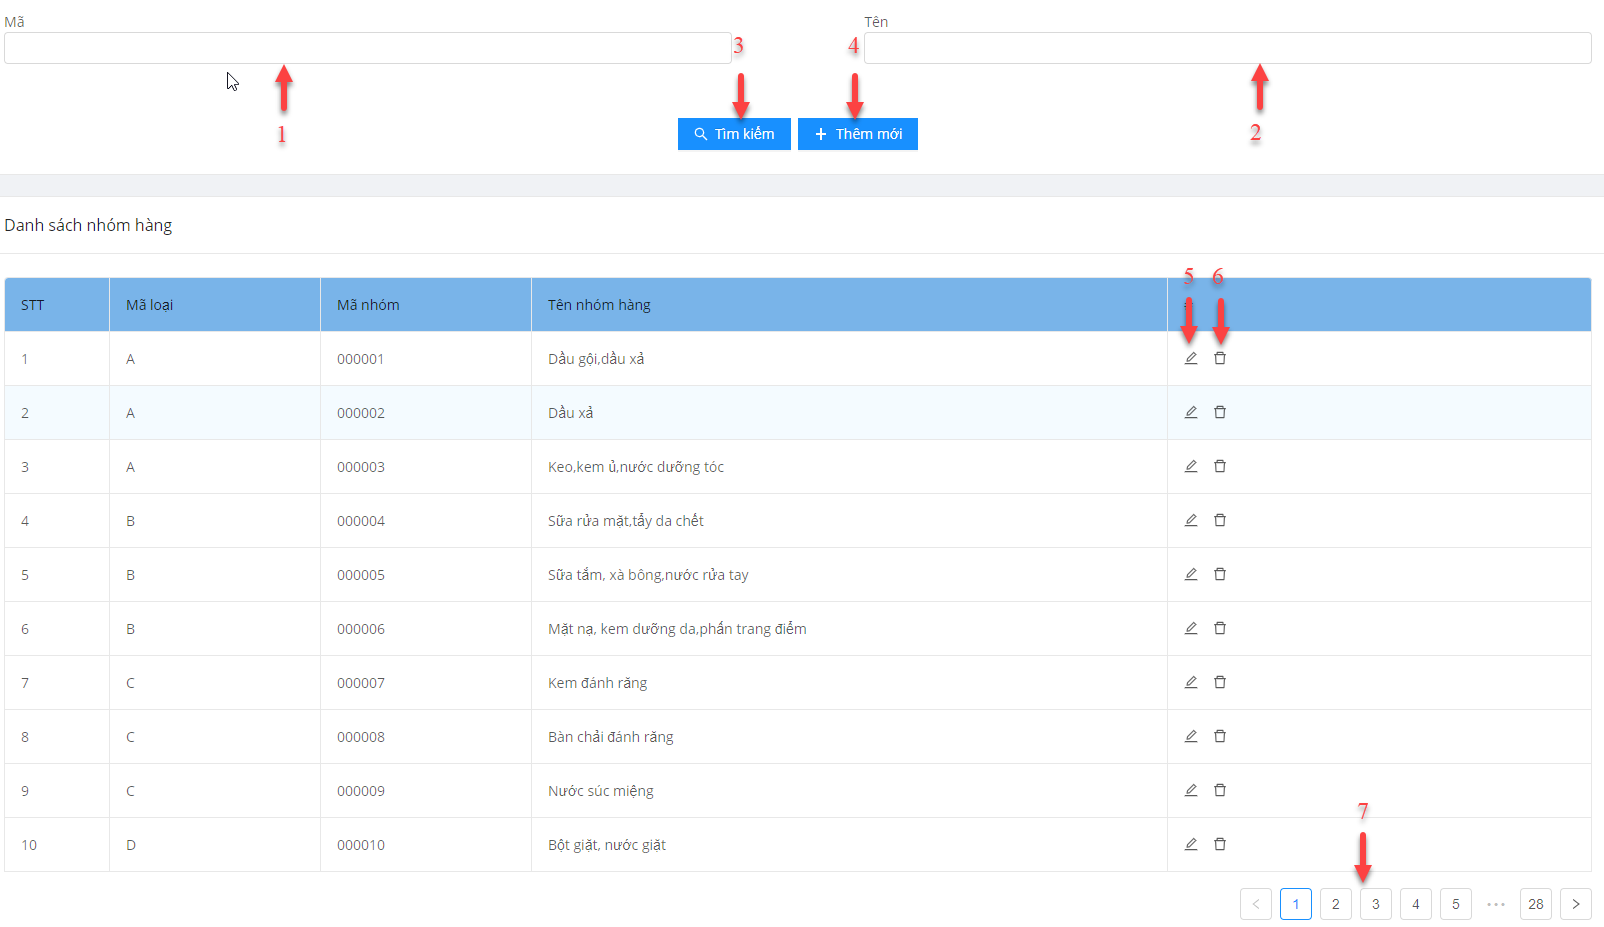 Mã Tên
3 4
1 2
Tìm kiếm Thêm mới
Danh sách nhóm hàng
5 6
STT Mã loại Mã nhóm Tên nhóm hàng
1 A 000001 Dầu gội,dầu xả
2 A 000002 Dầu xả
3 A 000003 Keo,kem ủ,nước dưỡng tóc
4 B 000004 Sữa rửa mặt,tẩy da chết
5 B 000005 Sữa tắm, xà bông,nước rửa tay
6 B 000006 Mặt nạ, kem dưỡng da,phấn trang điểm
7 C 000007 Kem đánh răng
8 C 000008 Bàn chải đánh răng
9 C 000009 Nước súc miệng
7
10 D 000010 Bột giặt, nước giặt
< 1 2 3 4 5 ••• 28 >